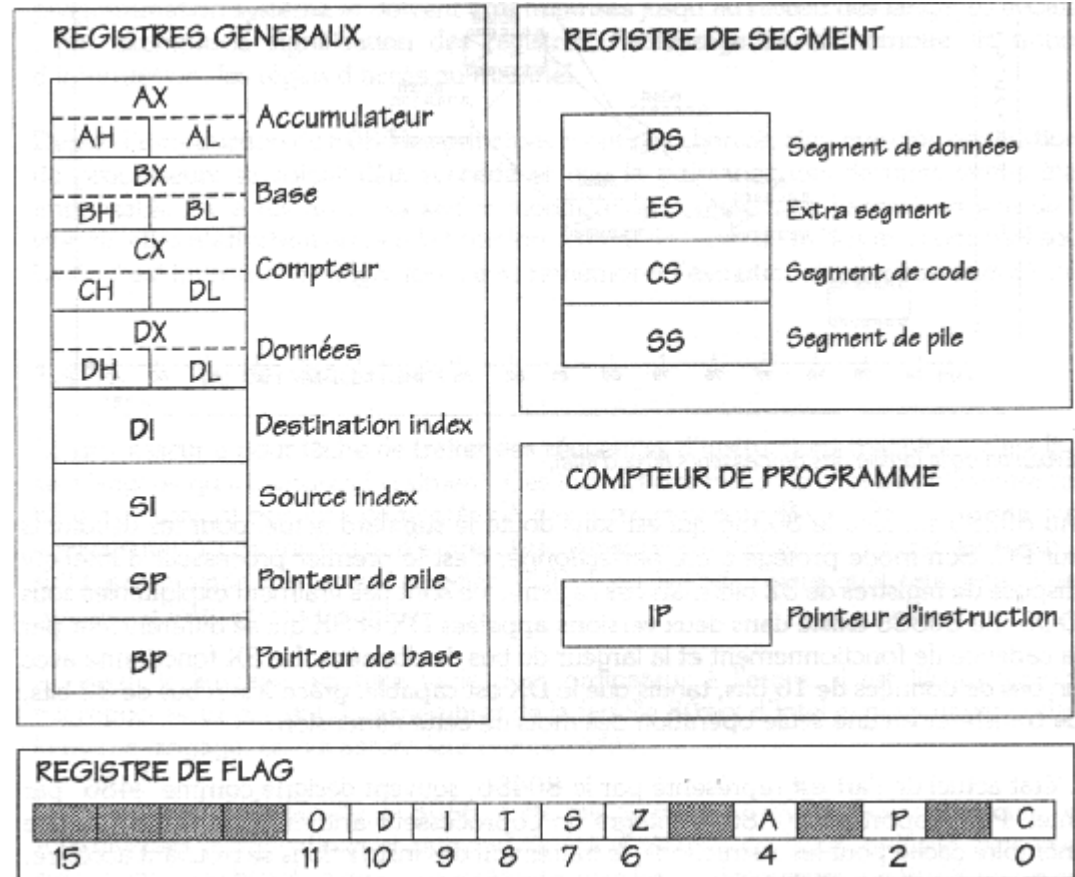 REGISTRES GENERAUX
AX
AH AL
Accumulateur
BX
BH BL
Base
CX
CH DL
Compteur
DX
DH DL
Données
DI
Destination index
SI
Source index
SP
Pointeur de pile
BP
Pointeur de base
REGISTRE DE SEGMENT
DS
Segment de données
ES
Extra segment
CS
Segment de code
SS
Segment de pile
COMPTEUR DE PROGRAMME
IP
Pointeur d'instruction
REGISTRE DE FLAG
O D I T S Z A P C
15 11 10 9 8 7 6 4 2 0